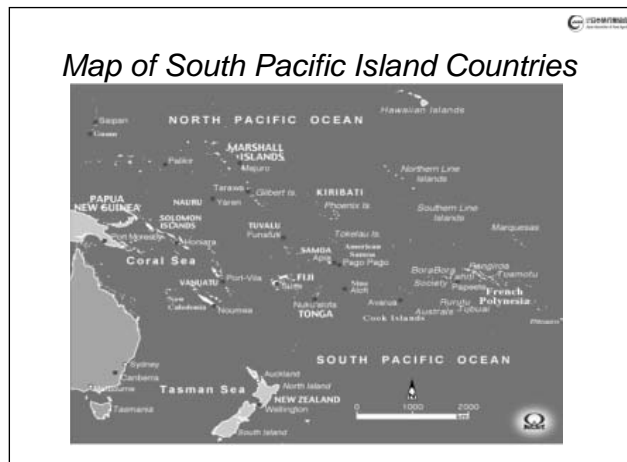 Map of South Pacific Island Countries
Hawaiian Islands
NORTH PACIFIC OCEAN
Saipan
Guam
MARSHALL
ISLANDS
Majuro
Palikir
Northern Line
Islands
Tarawa
Gilbert Is.
KIRIBATI
Phoenix Is.
NAURU
Yaren
PAPUA
NEW GUINEA
SOLOMON
ISLANDS
Southern Line
Islands
Marquesas
TUVALU
Funafuti
Tokelau Is.
Port Moresby
Honiara
SAMOA
Apia
American
Samoa
Pago Pago
Coral Sea
BoraBora
Tahiti
Society
Papeete
Tuamotu
French
Polynesia
VANUATU
Port-Vila
FIJI
Suva
Niue
Alofi
New
Caledonia
Noumea
Nukualofa
TONGA
Avarua
Cook Islands
Rurutu
Australs
Tubuai
Pitcairn
SOUTH PACIFIC OCEAN
Sydney
Canberra
Melbourne
Tasman Sea
Auckland
North Island
NEW ZEALAND
Wellington
Tasmania
South Island
N
0 1000 2000
km